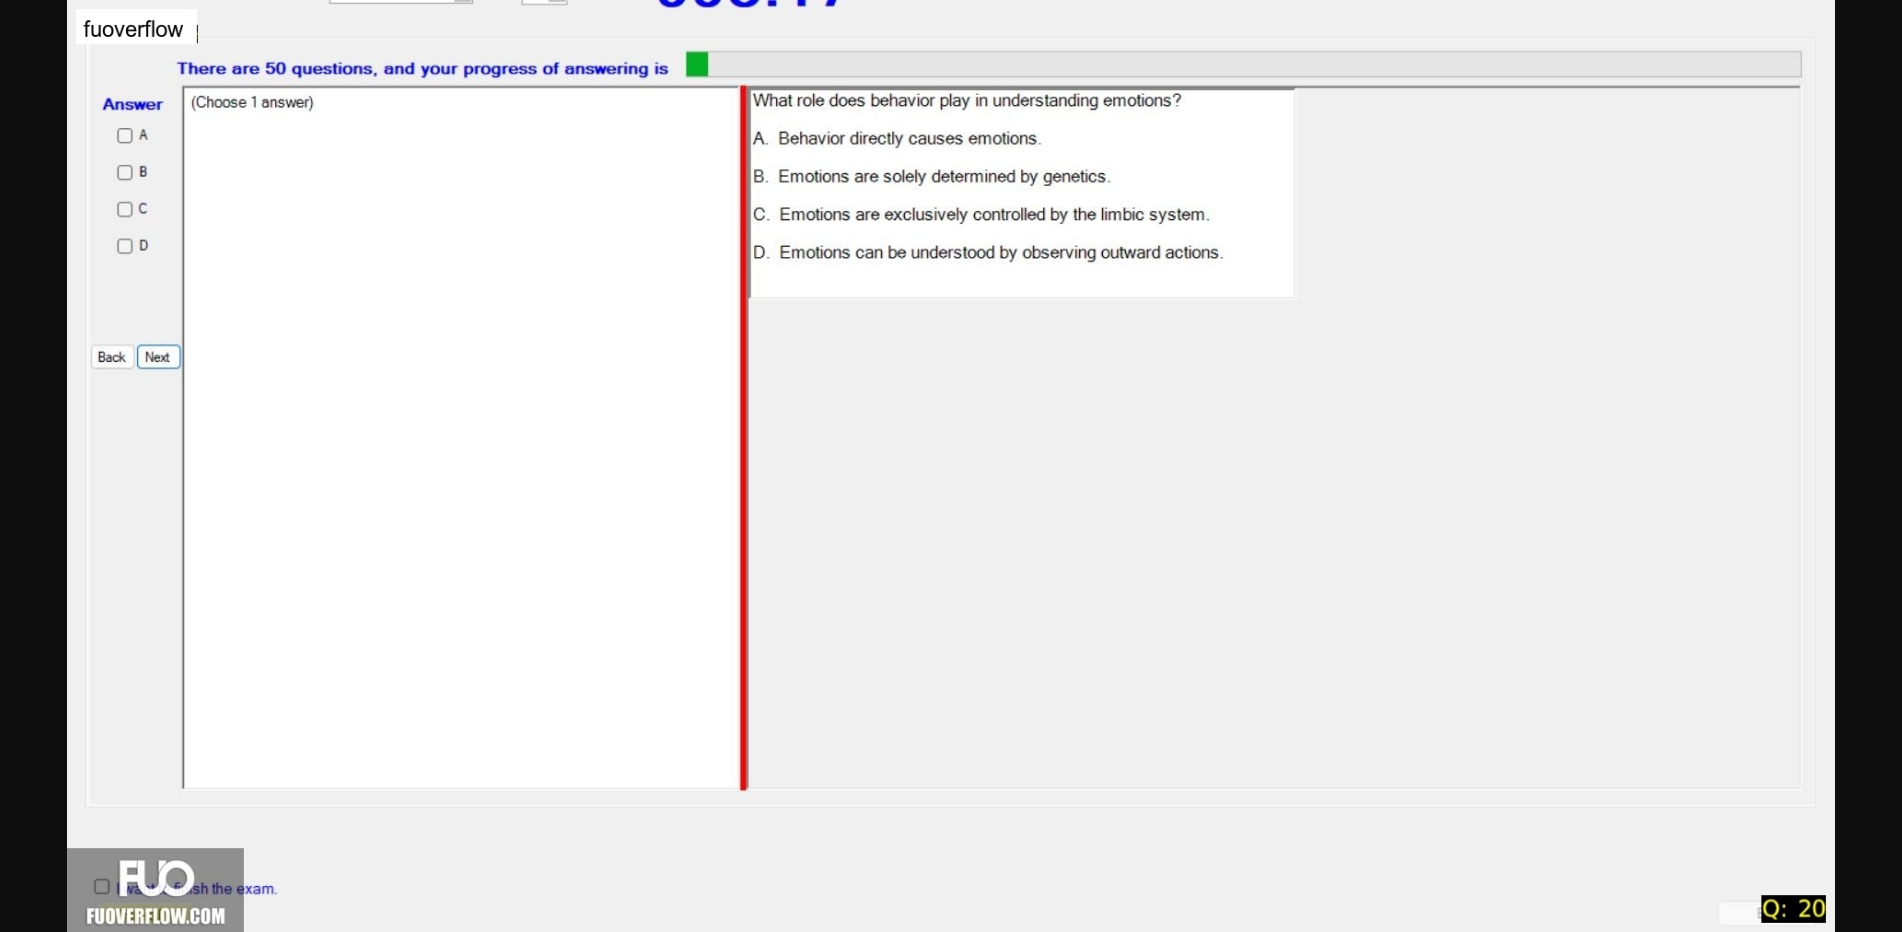 fuoverflow
There are 50 questions, and your progress of answering is
Answer
(Choose 1 answer)
A
B
C
D
Back Next
What role does behavior play in understanding emotions?
A. Behavior directly causes emotions.
B. Emotions are solely determined by genetics.
C. Emotions are exclusively controlled by the limbic system.
D. Emotions can be understood by observing outward actions.
FUO
the exam.
FUOVERFLOW.COM
Q: 20